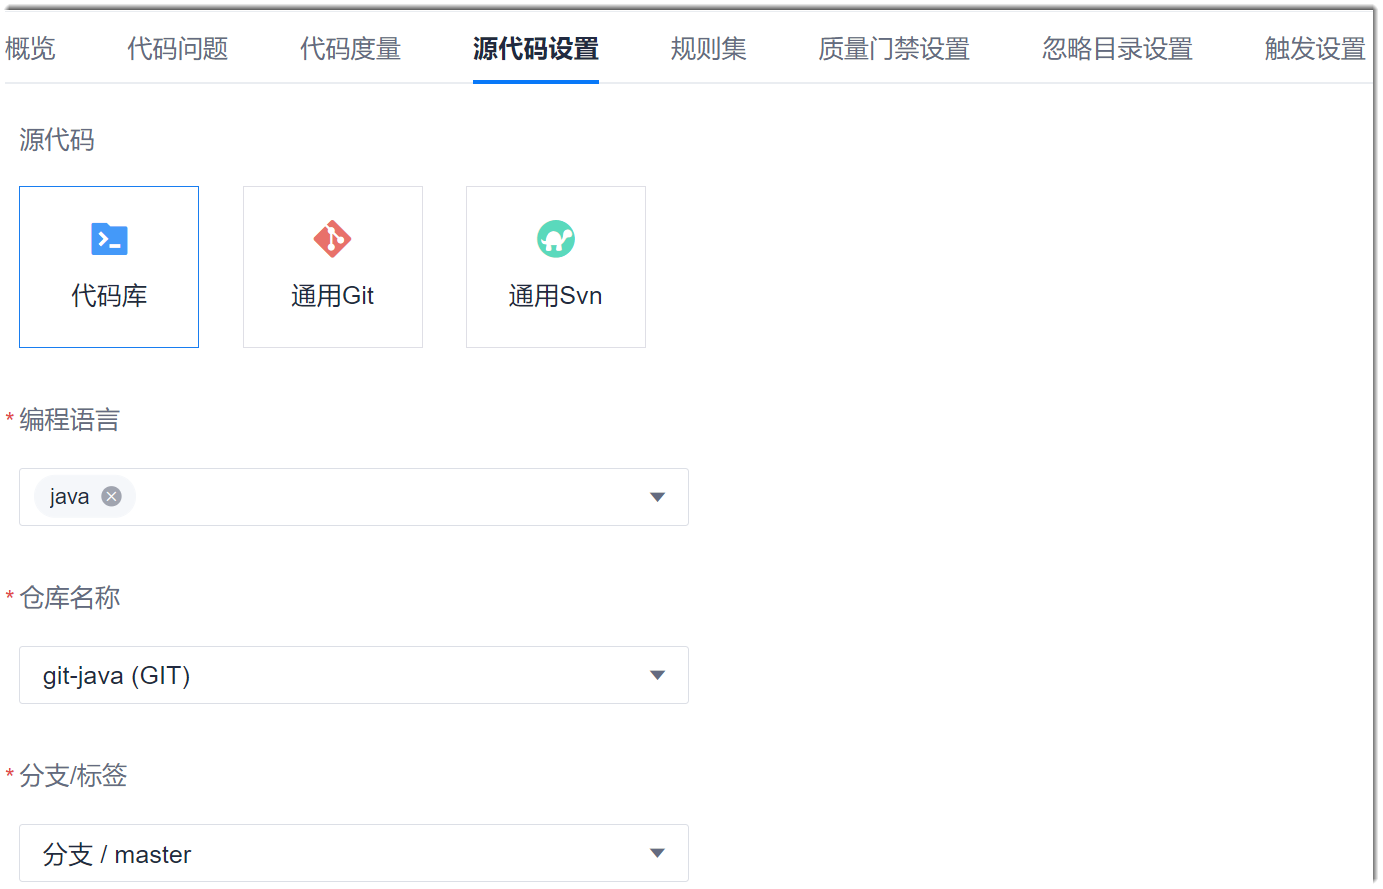 概览 代码问题 代码度量 源代码设置 规则集 质量门禁设置 忽略目录设置 触发设置
源代码
代码库 通用Git 通用Svn
* 编程语言
java
* 仓库名称
git-java (GIT)
* 分支/标签
分支 / master